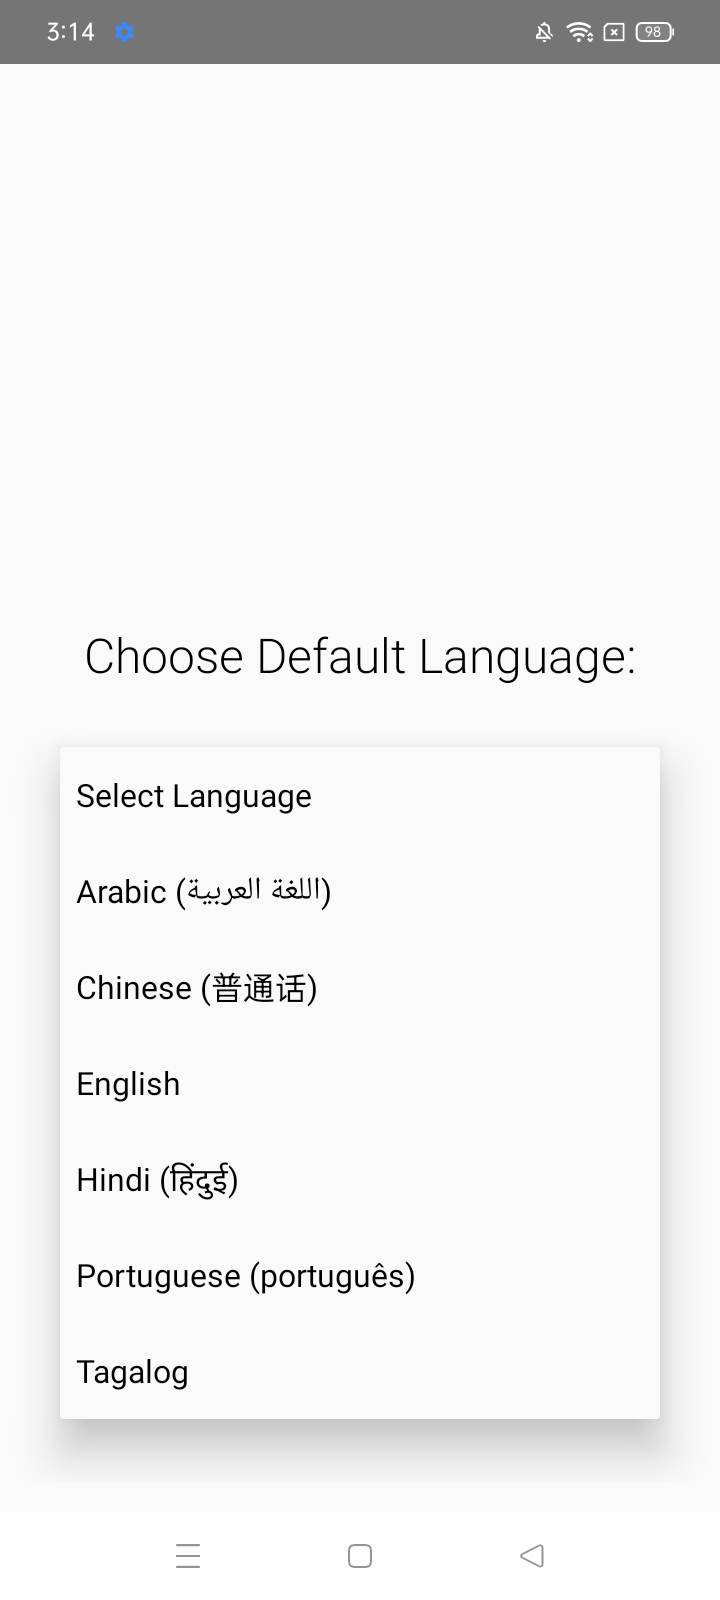 3:14
98
Choose Default Language:
Select Language
Arabic (اللغة العربية)
Chinese (普通话)
English
Hindi (हिंदुई)
Portuguese (português)
Tagalog